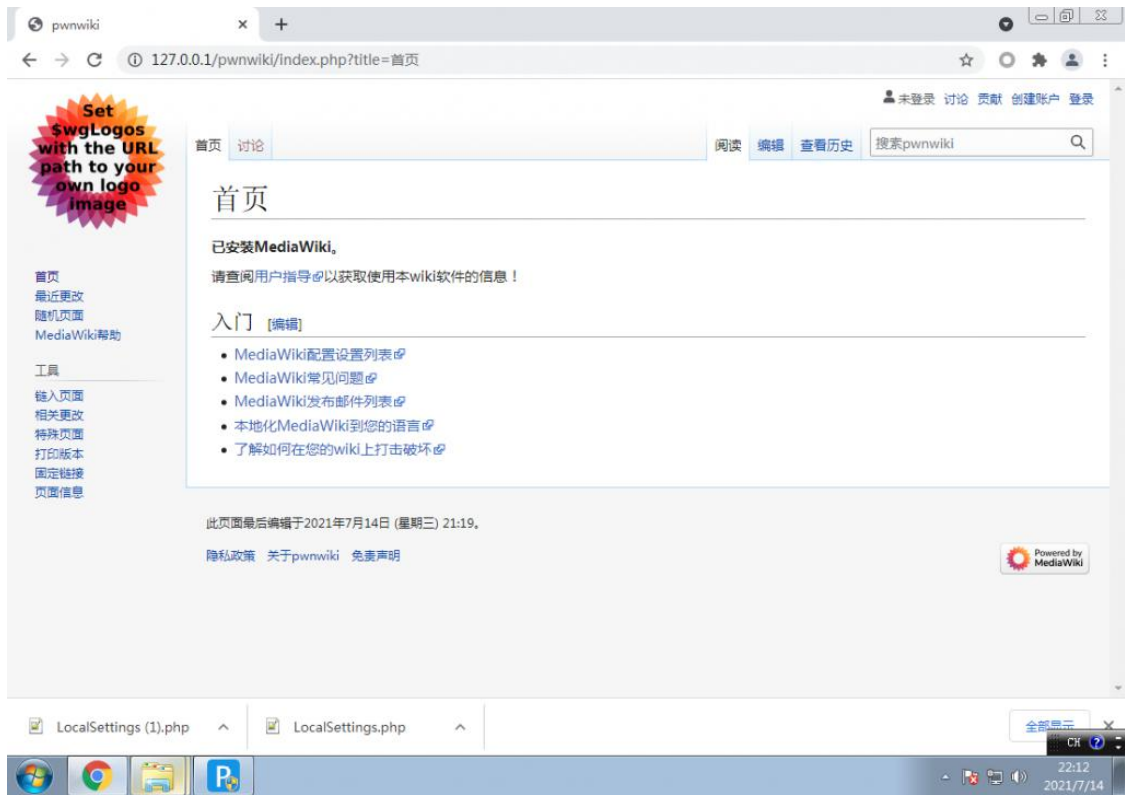 pwnwiki
127.0.0.1/pwnwiki/index.php?title=首页
未登录 讨论 贡献 创建账户 登录
Set
$wgLogos
with the URL
path to your
own logo
image
首页 讨论
阅读 编辑 查看历史 搜索pwnwiki
首页
已安装MediaWiki。
请查阅用户指导以获取使用本wiki软件的信息！
入门 [编辑]
MediaWiki配置设置列表
MediaWiki常见问题
MediaWiki发布邮件列表
本地化MediaWiki到您的语言
了解如何在您的wiki上打击破坏
首页
最近更改
随机页面
MediaWiki帮助
工具
链入页面
相关更改
特殊页面
打印版本
固定链接
页面信息
此页面最后编辑于2021年7月14日 (星期三) 21:19。
隐私政策 关于pwnwiki 免责声明
Powered by
MediaWiki
LocalSettings (1).php
LocalSettings.php
全部显示
CH
22:12
2021/7/14